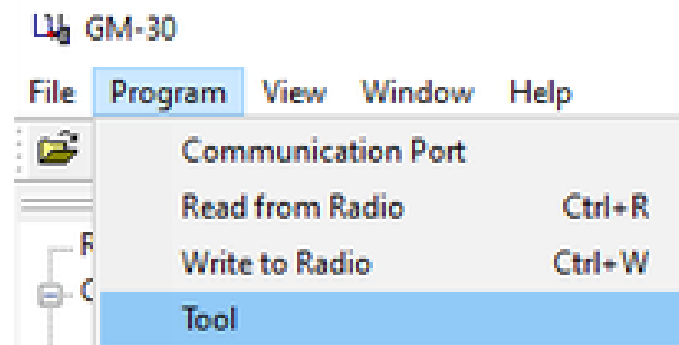 GM-30
File Program View Window Help
Communication Port
Read from Radio Ctrl+R
Write to Radio Ctrl+W
Tool